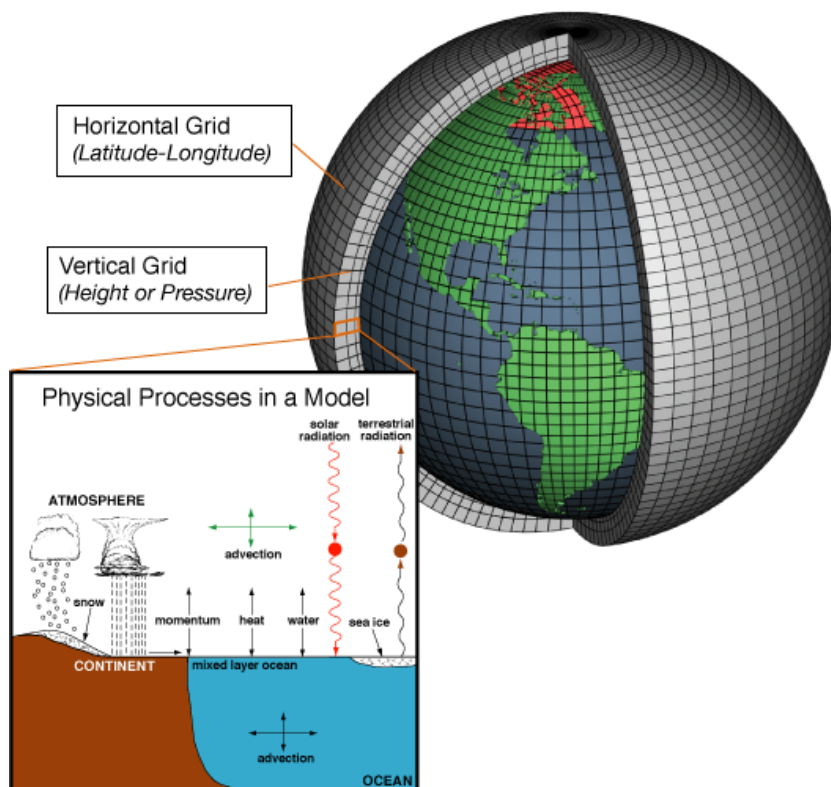 Horizontal Grid
(Latitude-Longitude)
Vertical Grid
(Height or Pressure)
Physical Processes in a Model
solar
radiation
terrestrial
radiation
ATMOSPHERE
advection
snow
momentum
heat
water
sea ice
CONTINENT
mixed layer ocean
advection
OCEAN